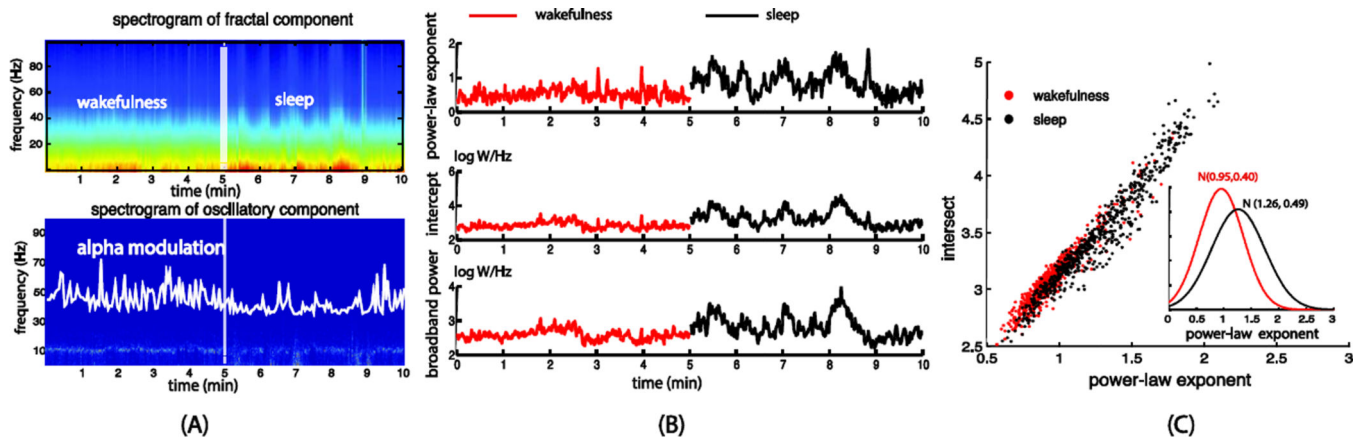 spectrogram of fractal component
frequency (Hz)
80
60
40
20
wakefulness
sleep
1 2 3 4 5 6 7 8 9 10
time (min)
spectrogram of oscillatory component
frequency (Hz)
90
70
50
30
10
alpha modulation
1 2 3 4 5 6 7 8 9 10
time (min)
(A)
wakefulness
sleep
power-law exponent
2
1
0
0 1 2 3 4 5 6 7 8 9 10
log W/Hz
intercept
6
4
2
0 1 2 3 4 5 6 7 8 9 10
log W/Hz
broadband power
4
3
2
0 1 2 3 4 5 6 7 8 9 10
time (min)
(B)
wakefulness
sleep
intersect
5
4.5
4
3.5
3
2.5
0.5 1 1.5 2 2.5 3
power-law exponent
N(0.95,0.40)
N (1.26, 0.49)
0 0.5 1 1.5 2 2.5 3
power-law exponent
(C)